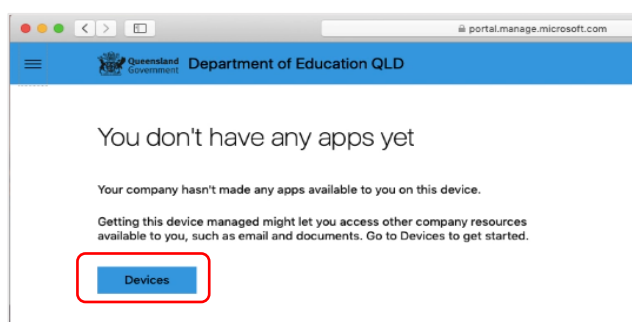 portal.manage.microsoft.com
Queensland
Government
Department of Education QLD
You don't have any apps yet
Your company hasn't made any apps available to you on this device.
Getting this device managed might let you access other company resources
available to you, such as email and documents. Go to Devices to get started.
Devices